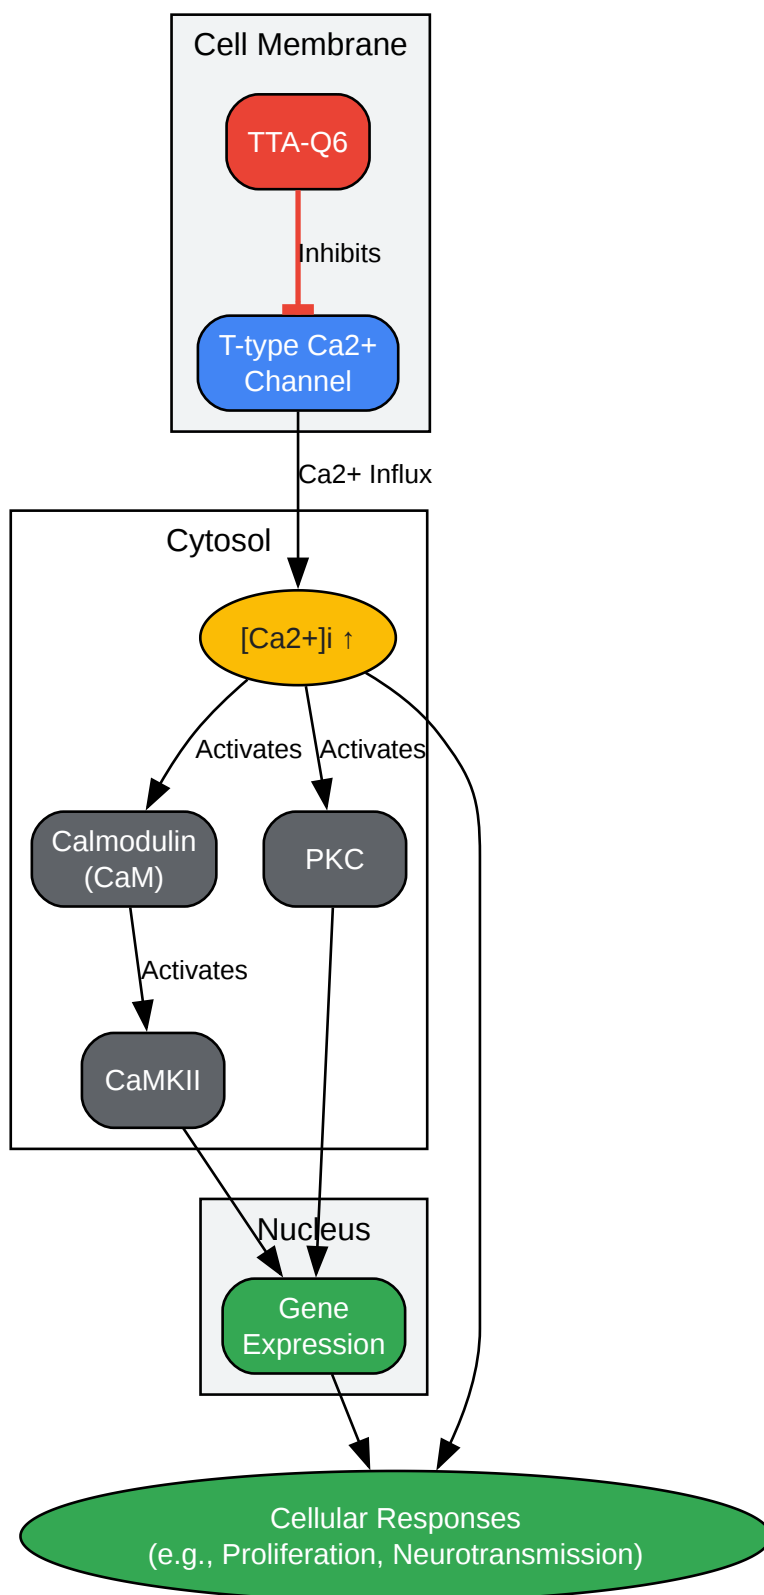 Cell Membrane
TTA-Q6
Inhibits
T-type Ca2+
Channel
Ca2+ Influx
Cytosol
[Ca2+]i ↑
Activates
Activates
Calmodulin
(CaM)
PKC
Activates
CaMKII
Nucleus
Gene
Expression
Cellular Responses
(e.g., Proliferation, Neurotransmission)